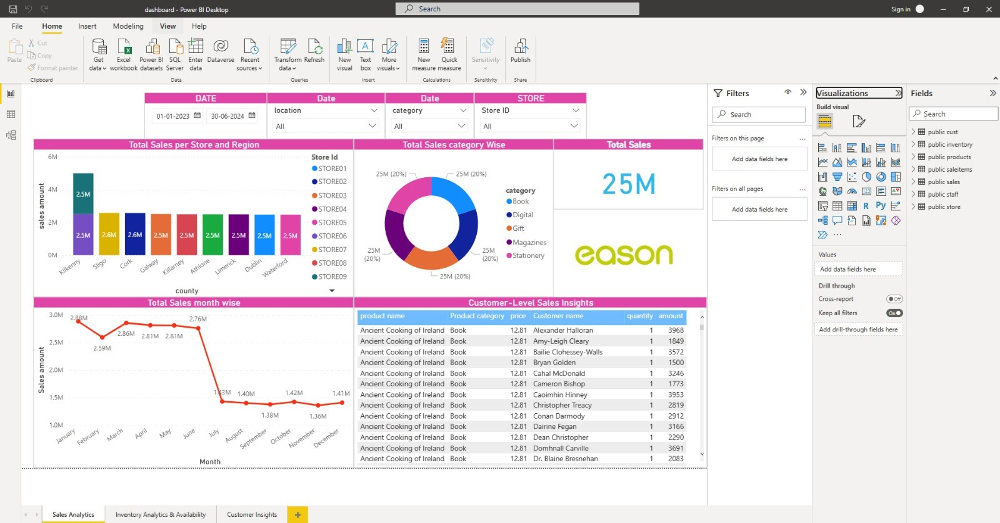 dashboard - Power BI Desktop
Search
Sign in
File Home Insert Modeling View Help
Paste
Cut
Copy
Format painter
Clipboard
Get data
Excel workbook
Power BI datasets
SQL Server
Enter data
Dataverse
Recent sources
Data
Transform data
Refresh
Queries
New visual
Text box
More visuals
Insert
New measure
Quick measure
Calculations
Sensitivity
Sensitivity
Publish
Share
DATE
01-01-2023 30-06-2024
Date
location
All
Date
category
All
STORE
Store ID
All
Total Sales per Store and Region
6M
4M
2M
0M
sales amount
2.5M
2.5M 2.6M 2.6M 2.5M 2.5M 2.5M 2.5M 2.5M 2.5M
Kilkenny Sligo Cork Galway Killarney Athlone Limerick Dublin Waterford
county
Store Id
STORE01
STORE02
STORE03
STORE04
STORE05
STORE06
STORE07
STORE08
STORE09
Total Sales category Wise
25M (20%) 25M (20%)
25M (20%) 25M (20%)
25M (20%)
category
Book
Digital
Gift
Magazines
Stationery
Total Sales
25M
eason
Total Sales month wise
3.0M
2.5M
2.0M
1.5M
1.0M
Sales amount
2.88M 2.59M 2.86M 2.81M 2.81M 2.76M 1.43M 1.40M 1.38M 1.42M 1.36M 1.41M
January February March April May June July August September October November December
Month
Customer-Level Sales Insights
product name Product category price Customer name quantity amount
Ancient Cooking of Ireland Book 12.81 Alexander Halloran 1 3968
Ancient Cooking of Ireland Book 12.81 Amy-Leigh Cleary 1 1849
Ancient Cooking of Ireland Book 12.81 Bailie Clohessey-Walls 1 3572
Ancient Cooking of Ireland Book 12.81 Bryan Golden 1 1500
Ancient Cooking of Ireland Book 12.81 Cahal McDonald 1 3246
Ancient Cooking of Ireland Book 12.81 Cameron Bishop 1 1773
Ancient Cooking of Ireland Book 12.81 Caoimhin Hinney 1 3953
Ancient Cooking of Ireland Book 12.81 Christopher Treacy 1 2819
Ancient Cooking of Ireland Book 12.81 Conan Darmody 1 2912
Ancient Cooking of Ireland Book 12.81 Dairine Fegan 1 3166
Ancient Cooking of Ireland Book 12.81 Dean Christopher 1 2290
Ancient Cooking of Ireland Book 12.81 Domhnall Carville 1 3691
Ancient Cooking of Ireland Book 12.81 Dr. Blaine Bresnehan 1 2083
Filters
Search
Filters on this page ...
Add data fields here
Filters on all pages ...
Add data fields here
Visualizations
Build visual
123
R Py
...
Values
Add data fields here
Drill through
Cross-report Off
Keep all filters On
Add drill-through fields here
Fields
Search
public cust
public inventory
public products
public saleitems
public sales
public staff
public store
Sales Analytics Inventory Analytics & Availability Customer Insights +